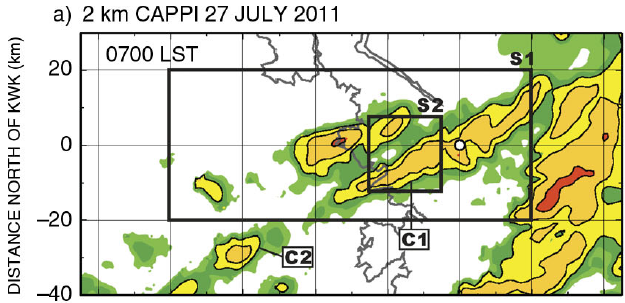 a) 2 km CAPPI 27 JULY 2011
0700 LST
S1
S2
C1
C2
DISTANCE NORTH OF KWK (km)
20
0
−20
−40